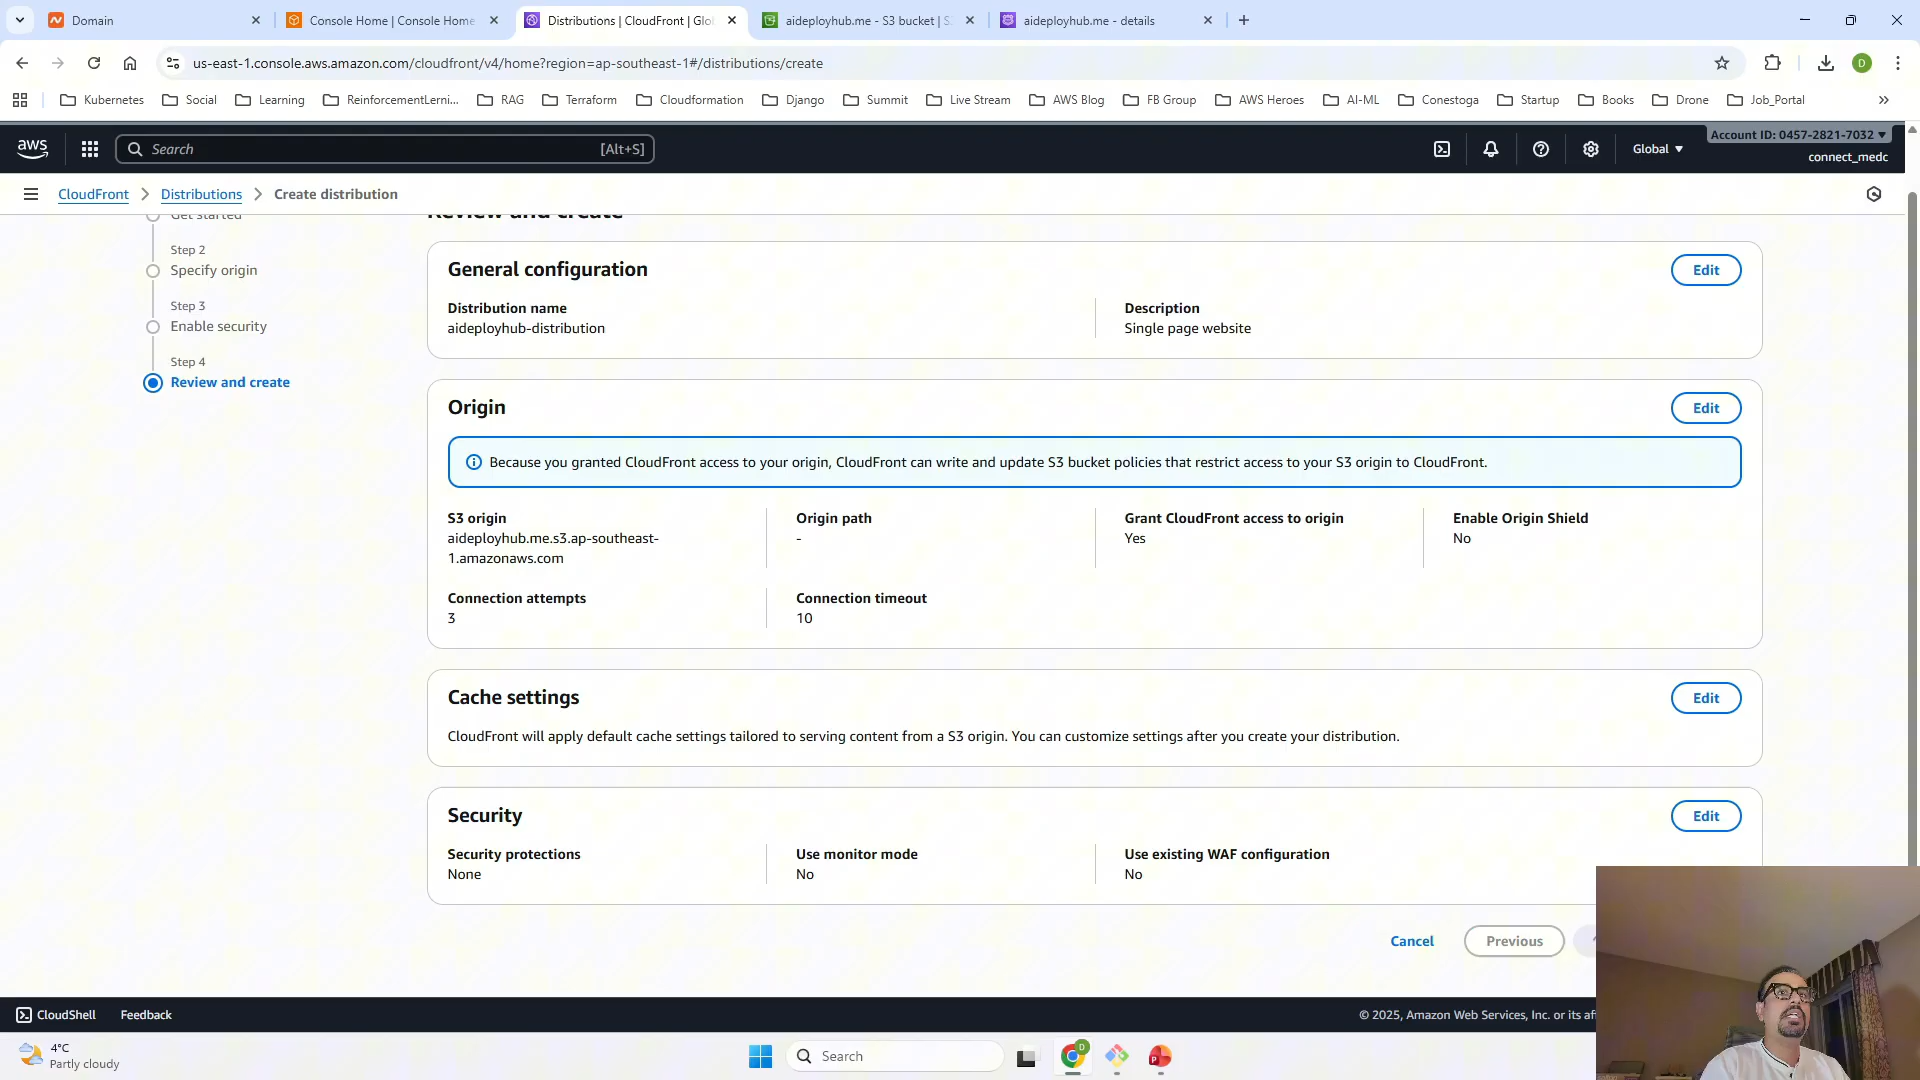 Domain
Console Home | Console Home
Distributions | CloudFront | Glo
aideployhub.me - S3 bucket | S
aideployhub.me - details
us-east-1.console.aws.amazon.com/cloudfront/v4/home?region=ap-southeast-1#/distributions/create
D
Kubernetes
Social
Learning
ReinforcementLerni...
RAG
Terraform
Cloudformation
Django
Summit
Live Stream
AWS Blog
FB Group
AWS Heroes
AI-ML
Conestoga
Startup
Books
Drone
Job_Portal
aws
Search
[Alt+S]
Global
Account ID: 0457-2821-7032
connect_medc
CloudFront
Distributions
Create distribution
Get started
Step 2
Specify origin
Step 3
Enable security
Step 4
Review and create
Review and create
General configuration
Edit
Distribution name
aideployhub-distribution
Description
Single page website
Origin
Edit
Because you granted CloudFront access to your origin, CloudFront can write and update S3 bucket policies that restrict access to your S3 origin to CloudFront.
S3 origin
aideployhub.me.s3.ap-southeast-
1.amazonaws.com
Origin path
-
Grant CloudFront access to origin
Yes
Enable Origin Shield
No
Connection attempts
3
Connection timeout
10
Cache settings
Edit
CloudFront will apply default cache settings tailored to serving content from a S3 origin. You can customize settings after you create your distribution.
Security
Edit
Security protections
None
Use monitor mode
No
Use existing WAF configuration
No
Cancel
Previous
CloudShell
Feedback
© 2025, Amazon Web Services, Inc. or its
4°C
Partly cloudy
Search
D